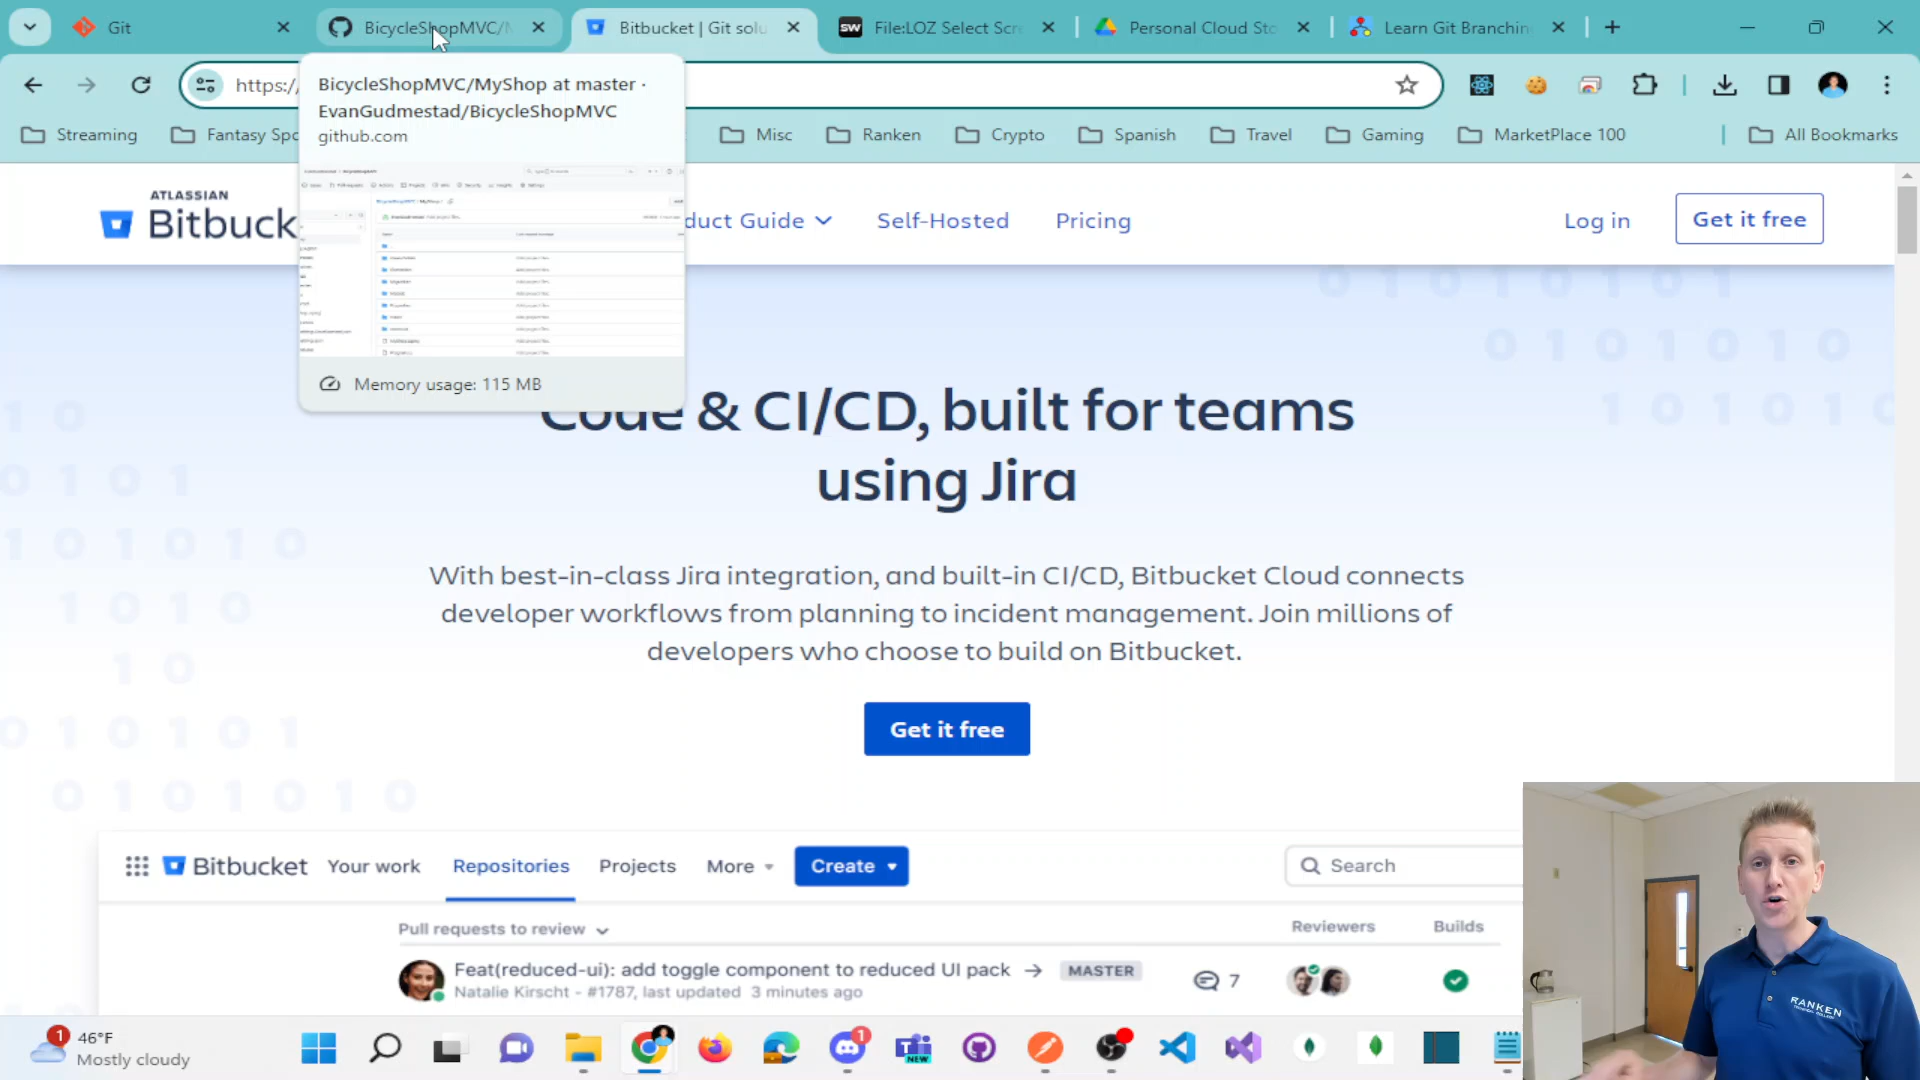 Git
BicycleShopMVC/M
Bitbucket | Git solu
File:LOZ Select Scre
Personal Cloud Sto
Learn Git Branchin
https:/
Streaming
Fantasy Spo
Misc
Ranken
Crypto
Spanish
Travel
Gaming
MarketPlace 100
All Bookmarks
BicycleShopMVC/MyShop at master ·
EvanGudmestad/BicycleShopMVC
github.com
Memory usage: 115 MB
ATLASSIAN
Bitbuck
duct Guide
Self-Hosted
Pricing
Log in
Get it free
Code & CI/CD, built for teams
using Jira
With best-in-class Jira integration, and built-in CI/CD, Bitbucket Cloud connects
developer workflows from planning to incident management. Join millions of
developers who choose to build on Bitbucket.
Get it free
Bitbucket
Your work
Repositories
Projects
More
Create
Search
Pull requests to review
Reviewers
Builds
Feat(reduced-ui): add toggle component to reduced UI pack → MASTER
7
Natalie Kirscht - #1787, last updated 3 minutes ago
RANKEN
1
46°F
Mostly cloudy
1
NEW